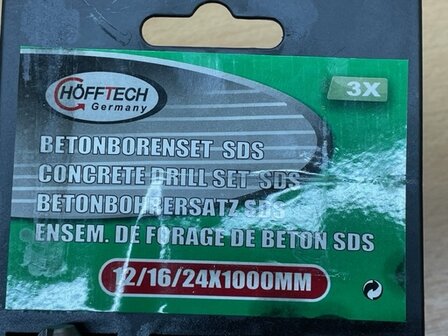 HÖFFTECH
Germany
3X
BETONBORENSET SDS
CONCRETE DRILL SET SDS
BETONBOHRERSATZ SDS
ENSEM. DE FORAGE DE BETON SDS
12/16/24X1000MM